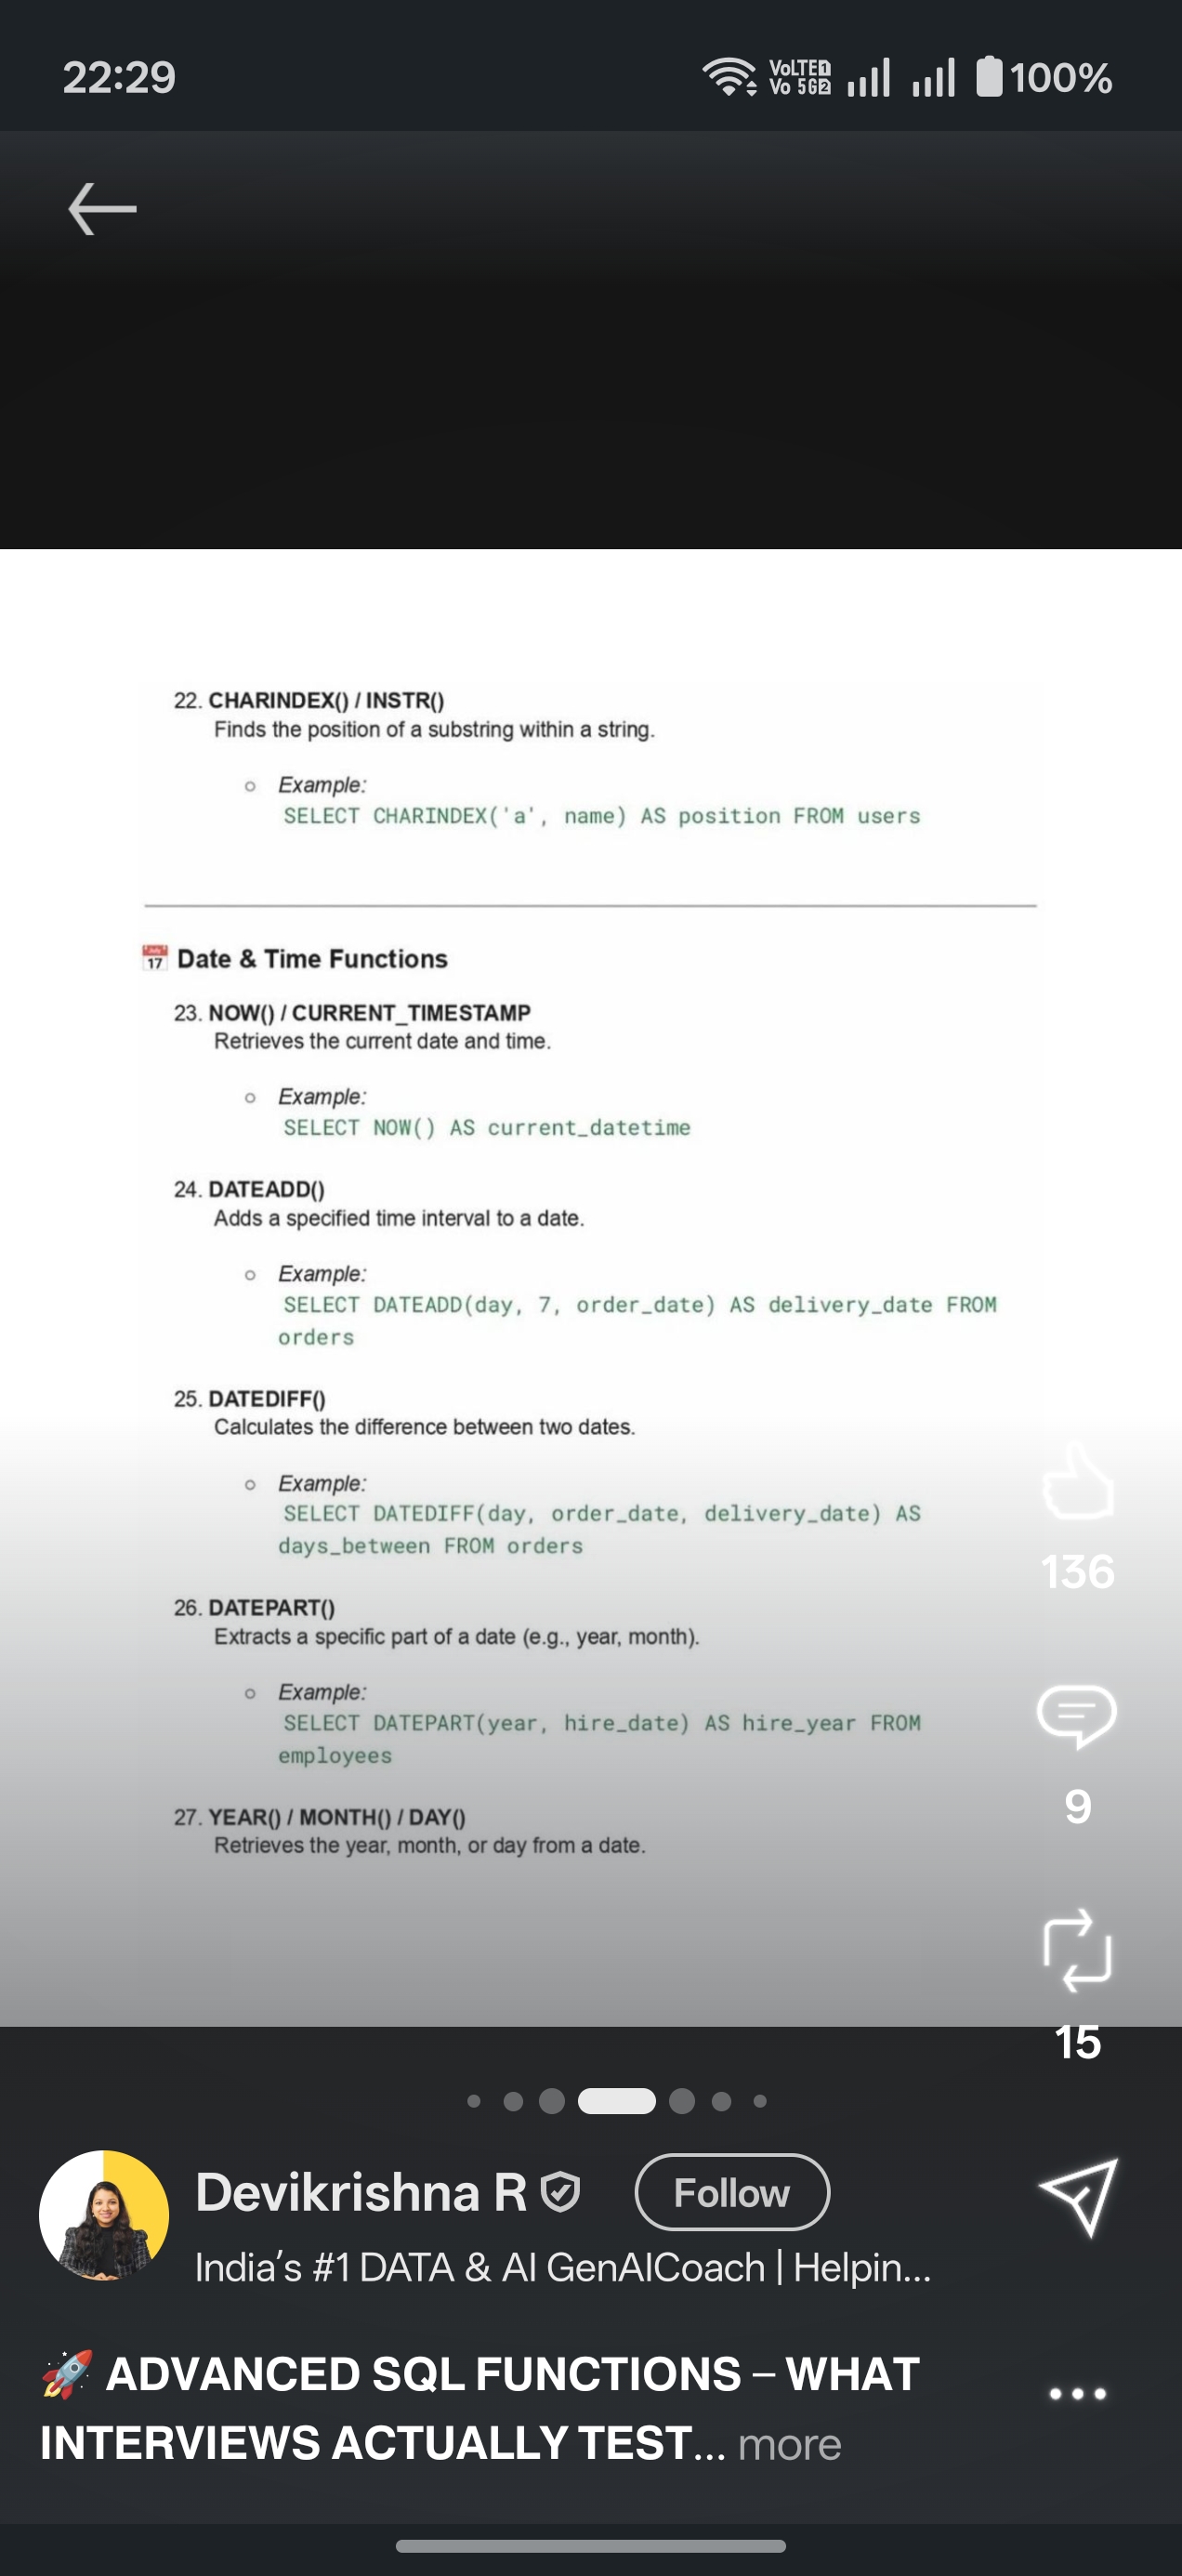 22:29
VoLTE1
Vo 5G2
100%
22. CHARINDEX() / INSTR()
Finds the position of a substring within a string.
Example:
SELECT CHARINDEX('a', name) AS position FROM users
July
17
Date & Time Functions
23. NOW() / CURRENT_TIMESTAMP
Retrieves the current date and time.
Example:
SELECT NOW() AS current_datetime
24. DATEADD()
Adds a specified time interval to a date.
Example:
SELECT DATEADD(day, 7, order_date) AS delivery_date FROM
orders
25. DATEDIFF()
Calculates the difference between two dates.
Example:
SELECT DATEDIFF(day, order_date, delivery_date) AS
days_between FROM orders
136
26. DATEPART()
Extracts a specific part of a date (e.g., year, month).
Example:
SELECT DATEPART(year, hire_date) AS hire_year FROM
employees
9
27. YEAR() / MONTH() / DAY()
Retrieves the year, month, or day from a date.
15
Devikrishna R
Follow
India's #1 DATA & AI GenAICoach | Helpin...
🚀 ADVANCED SQL FUNCTIONS – WHAT
INTERVIEWS ACTUALLY TEST... more